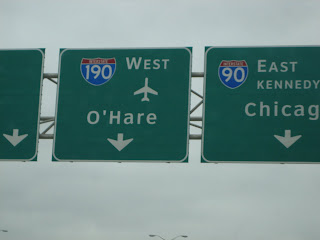 INTERSTATE
190 WEST
O'HARE
INTERSTATE
90 EAST
KENNEDY
CHICAG